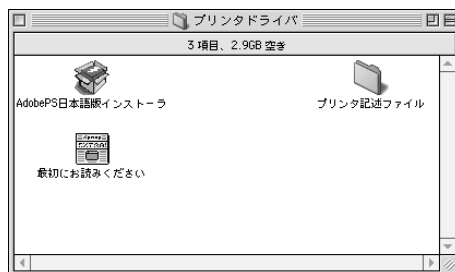 プリンタドライバ
3 項目、2.9GB 空き
AdobePS日本語版インストーラ
プリンタ記述ファイル
最初にお読みください